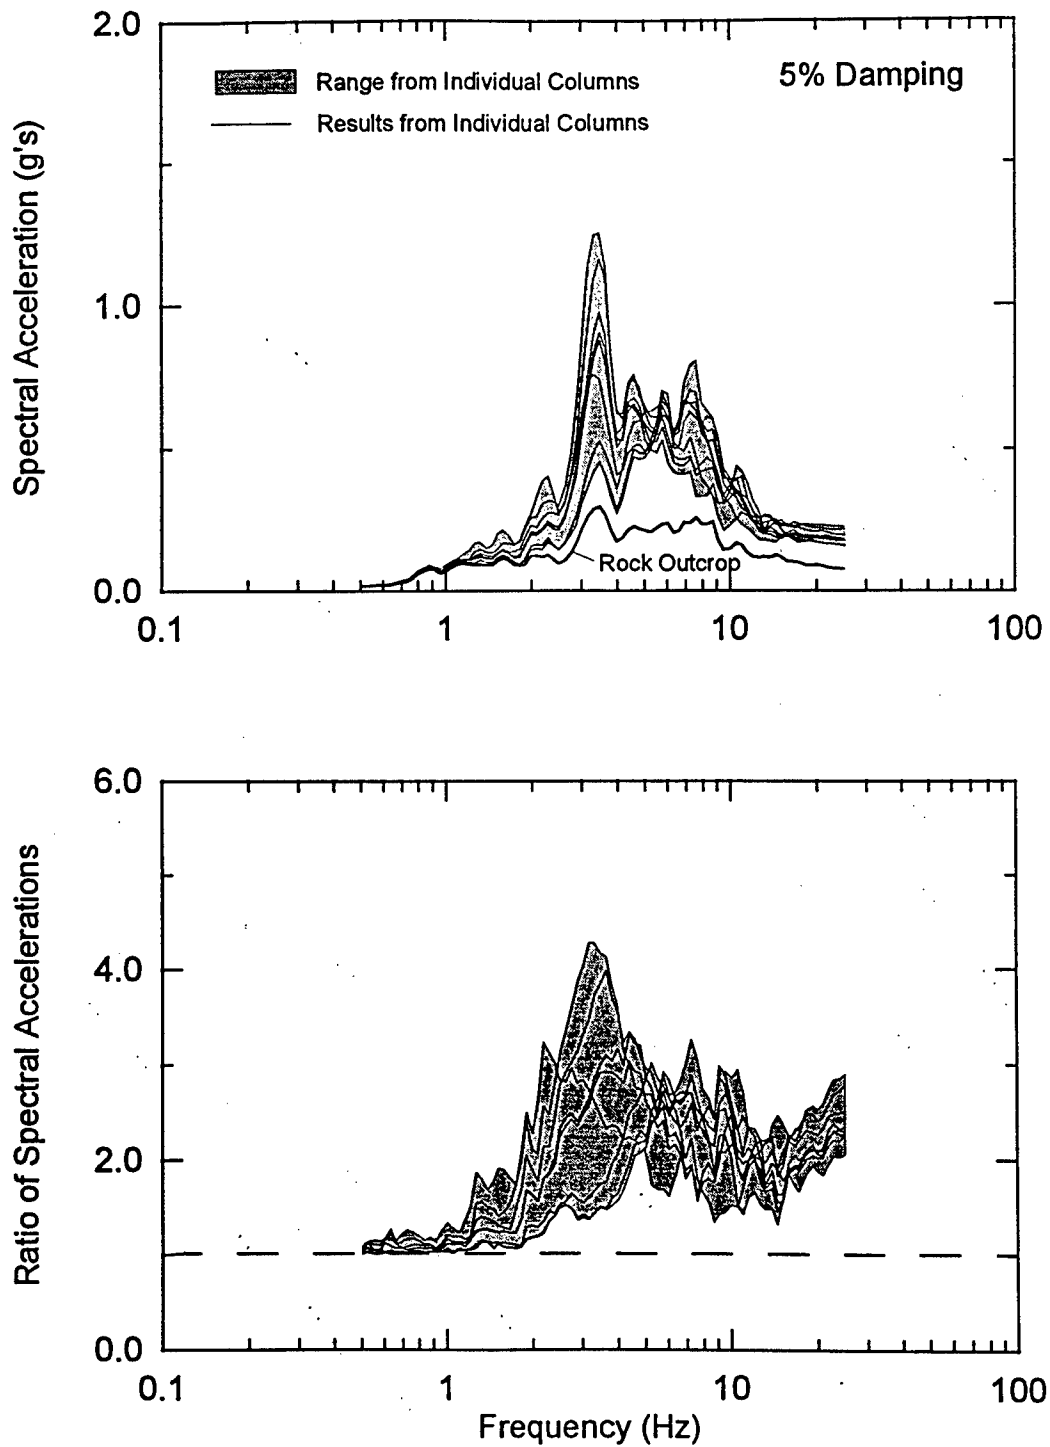 2.0
Range from Individual Columns
5% Damping
Results from Individual Columns
Spectral Acceleration (g's)
1.0
Rock Outcrop
0.0
0.1
1
10
100
6.0
Ratio of Spectral Accelerations
4.0
2.0
0.0
0.1
1
10
100
Frequency (Hz)